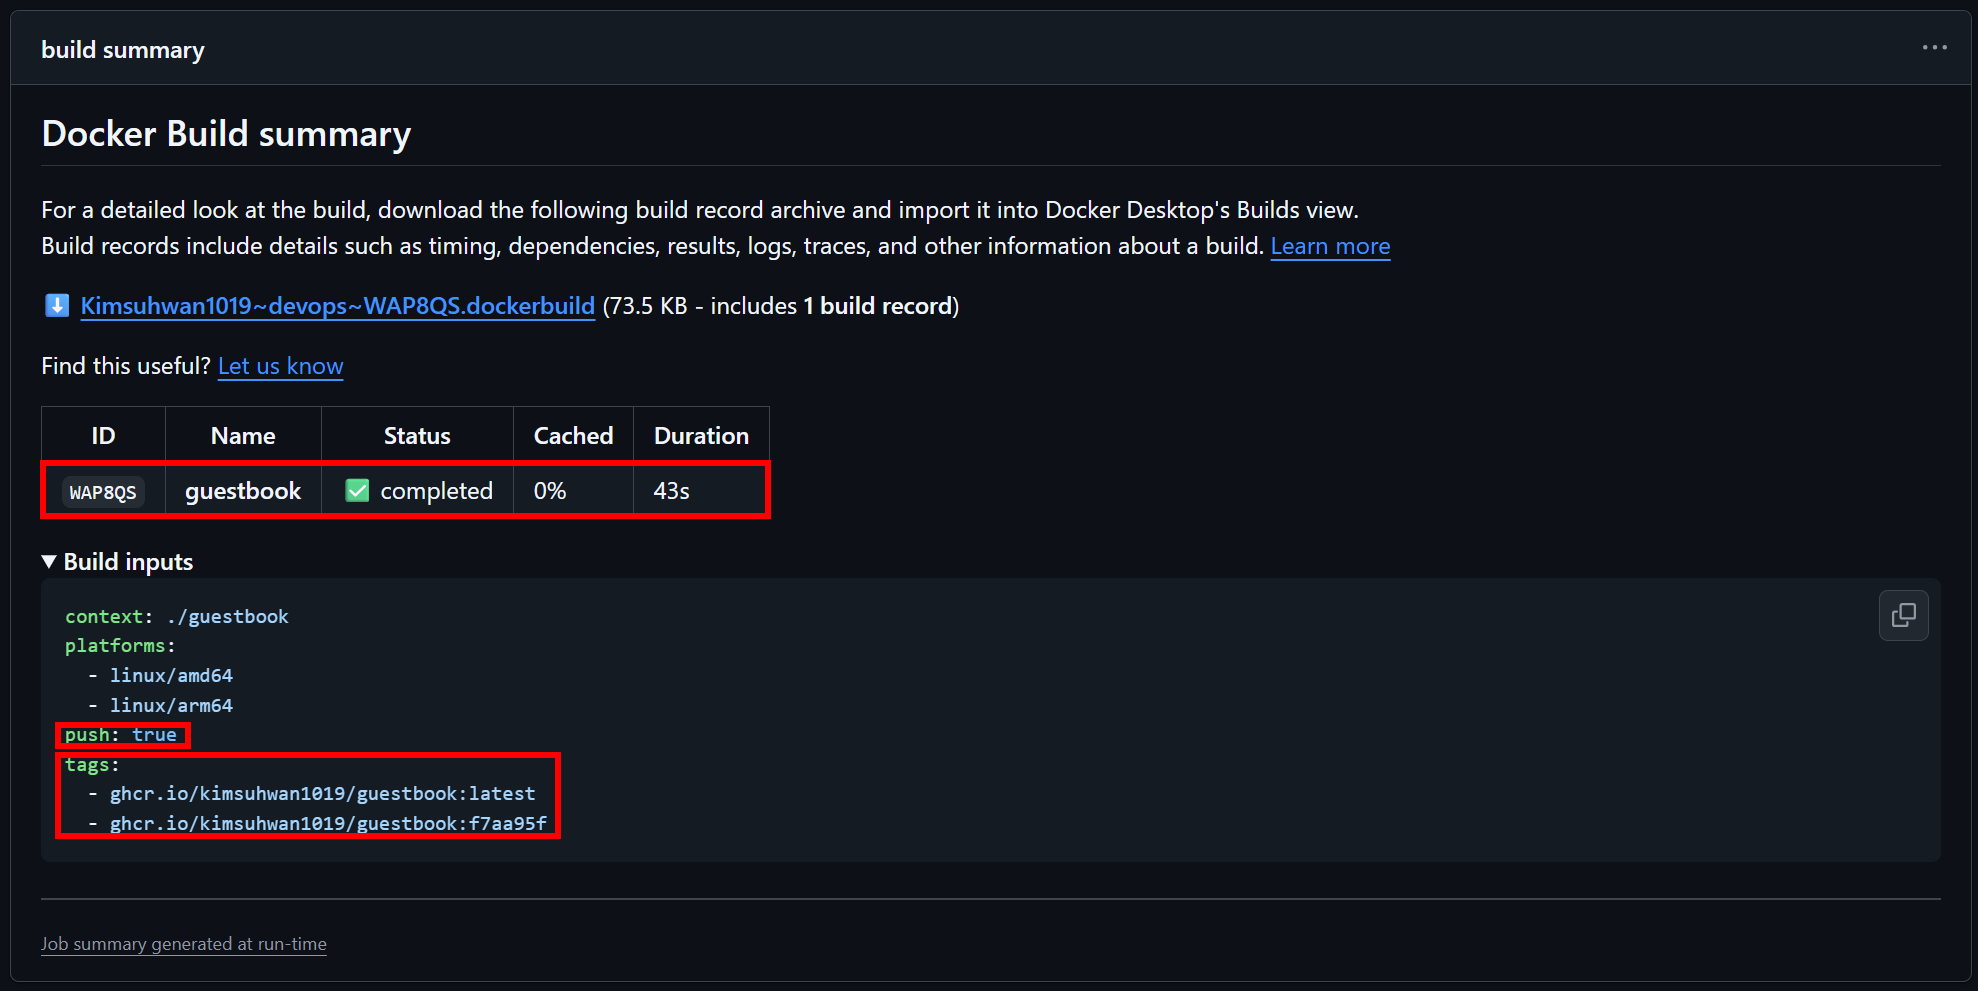 build summary
Docker Build summary
For a detailed look at the build, download the following build record archive and import it into Docker Desktop's Builds view.
Build records include details such as timing, dependencies, results, logs, traces, and other information about a build. Learn more
Kimsuhwan1019~devops~WAP8QS.dockerbuild (73.5 KB - includes 1 build record)
Find this useful? Let us know
ID Name Status Cached Duration
WAP8QS guestbook completed 0% 43s
Build inputs
context: ./guestbook
platforms:
- linux/amd64
- linux/arm64
push: true
tags:
- ghcr.io/kimsuhwan1019/guestbook:latest
- ghcr.io/kimsuhwan1019/guestbook:f7aa95f
Job summary generated at run-time